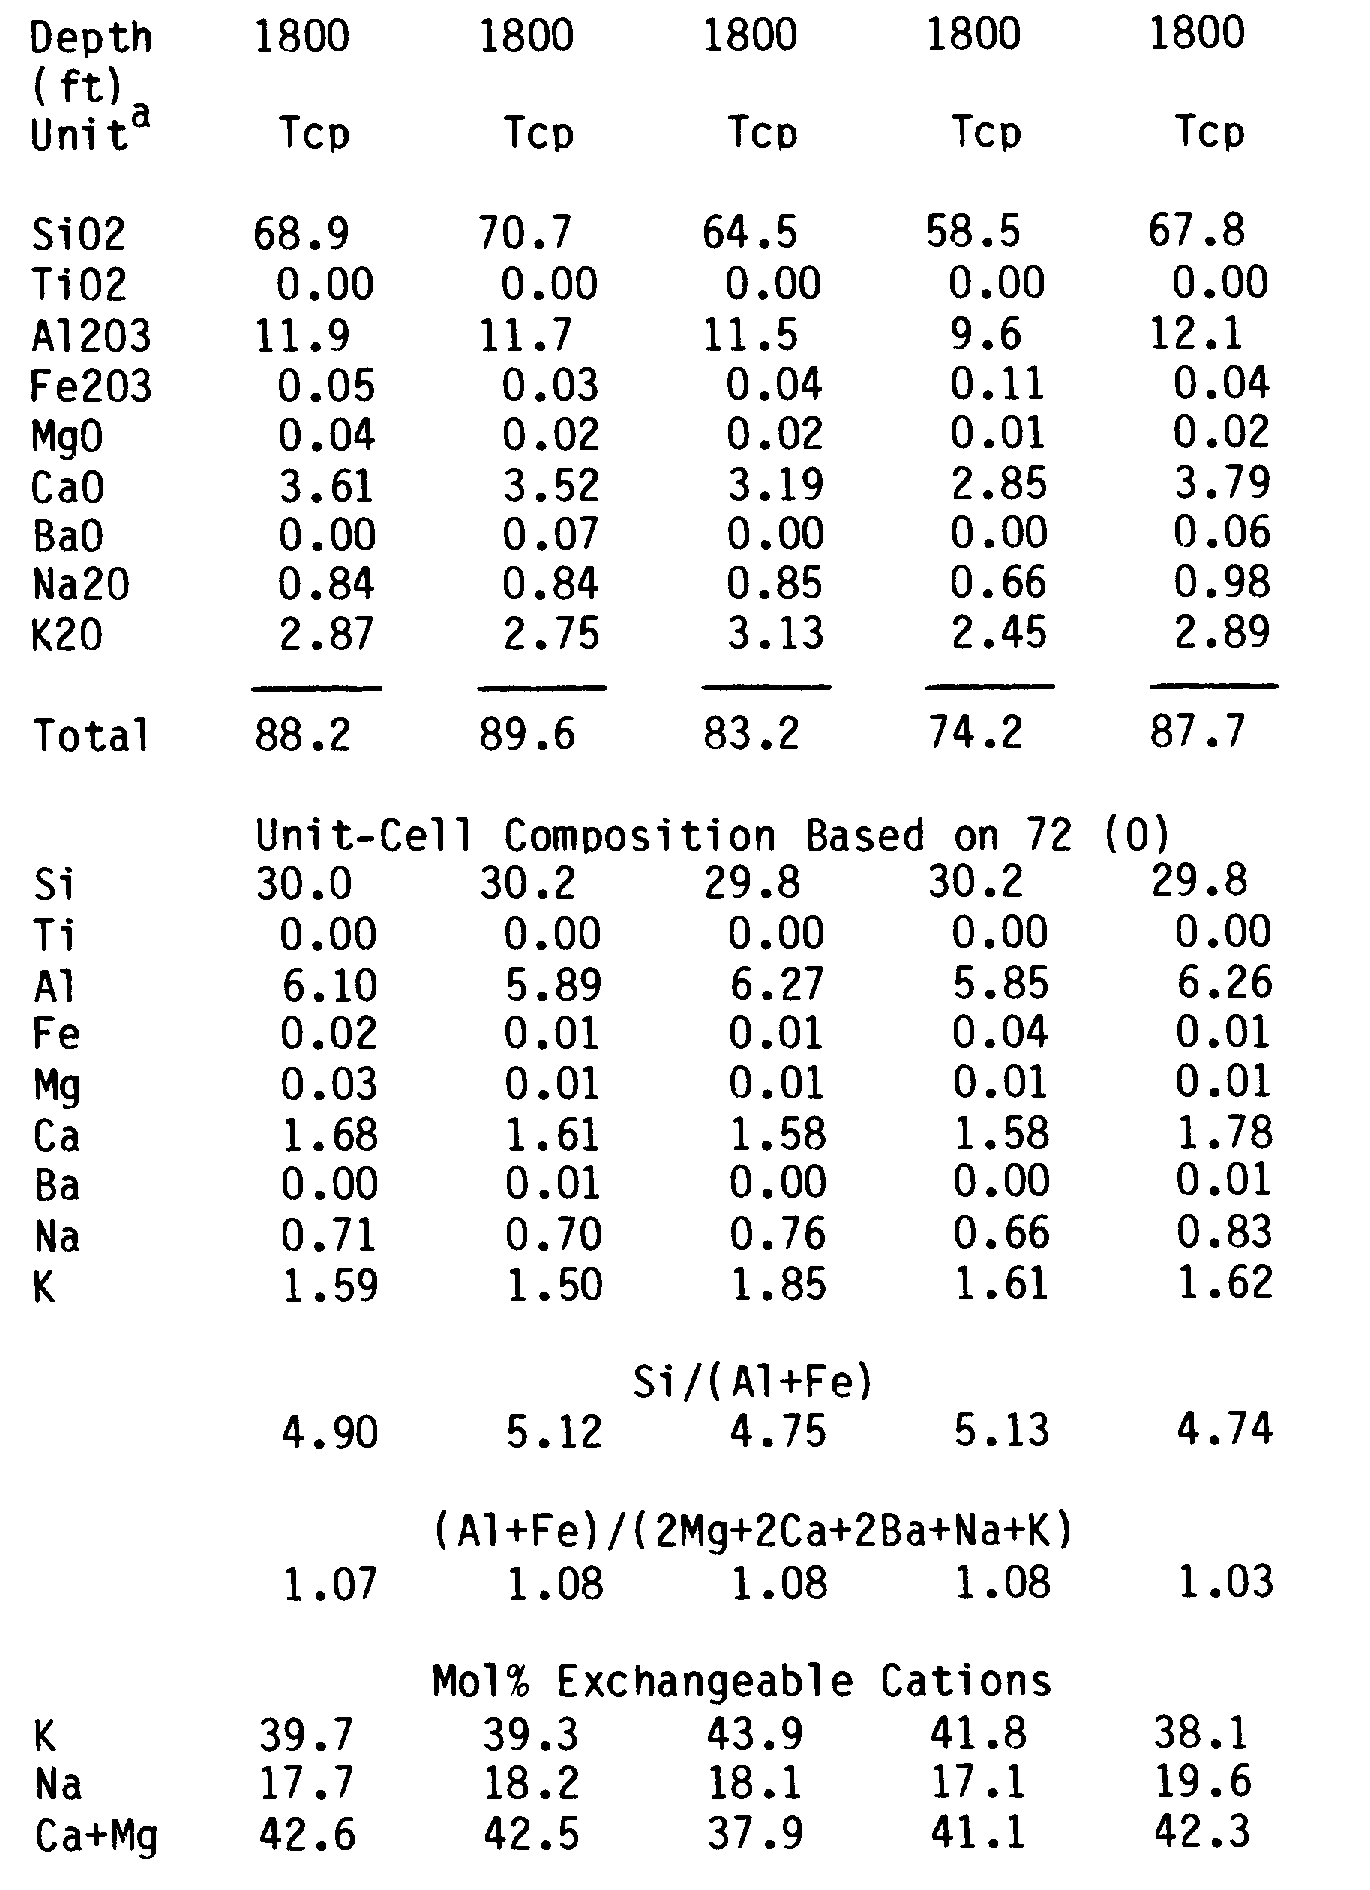 Depth 1800 1800 1800 1800 1800
(ft)
Unit^a Tcp Tcp Tcp Tcp Tcp
SiO2 68.9 70.7 64.5 58.5 67.8
TiO2 0.00 0.00 0.00 0.00 0.00
Al2O3 11.9 11.7 11.5 9.6 12.1
Fe2O3 0.05 0.03 0.04 0.11 0.04
MgO 0.04 0.02 0.02 0.01 0.02
CaO 3.61 3.52 3.19 2.85 3.79
BaO 0.00 0.07 0.00 0.00 0.06
Na2O 0.84 0.84 0.85 0.66 0.98
K2O 2.87 2.75 3.13 2.45 2.89
Total 88.2 89.6 83.2 74.2 87.7
Unit-Cell Composition Based on 72 (O)
Si 30.0 30.2 29.8 30.2 29.8
Ti 0.00 0.00 0.00 0.00 0.00
Al 6.10 5.89 6.27 5.85 6.26
Fe 0.02 0.01 0.01 0.04 0.01
Mg 0.03 0.01 0.01 0.01 0.01
Ca 1.68 1.61 1.58 1.58 1.78
Ba 0.00 0.01 0.00 0.00 0.01
Na 0.71 0.70 0.76 0.66 0.83
K 1.59 1.50 1.85 1.61 1.62
Si/(Al+Fe)
4.90 5.12 4.75 5.13 4.74
(Al+Fe)/(2Mg+2Ca+2Ba+Na+K)
1.07 1.08 1.08 1.08 1.03
Mol% Exchangeable Cations
K 39.7 39.3 43.9 41.8 38.1
Na 17.7 18.2 18.1 17.1 19.6
Ca+Mg 42.6 42.5 37.9 41.1 42.3